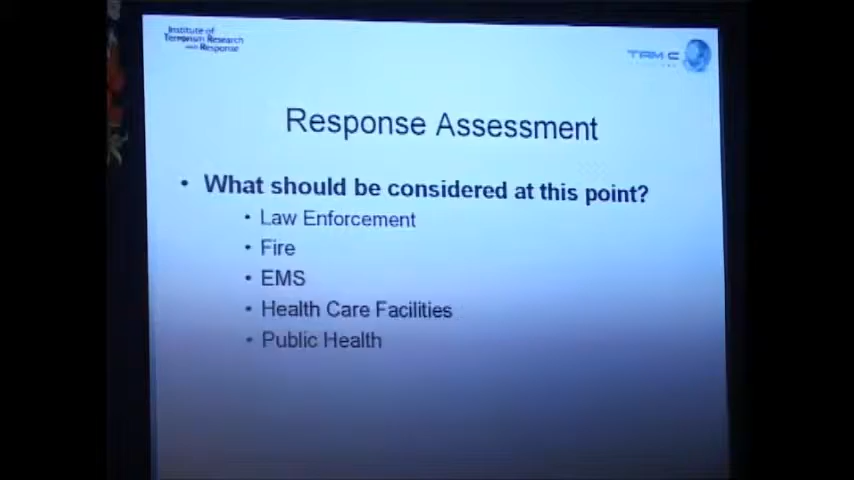 Institute of
Terrorism Research
and Response
TAM-C
Response Assessment
• What should be considered at this point?
• Law Enforcement
• Fire
• EMS
• Health Care Facilities
• Public Health